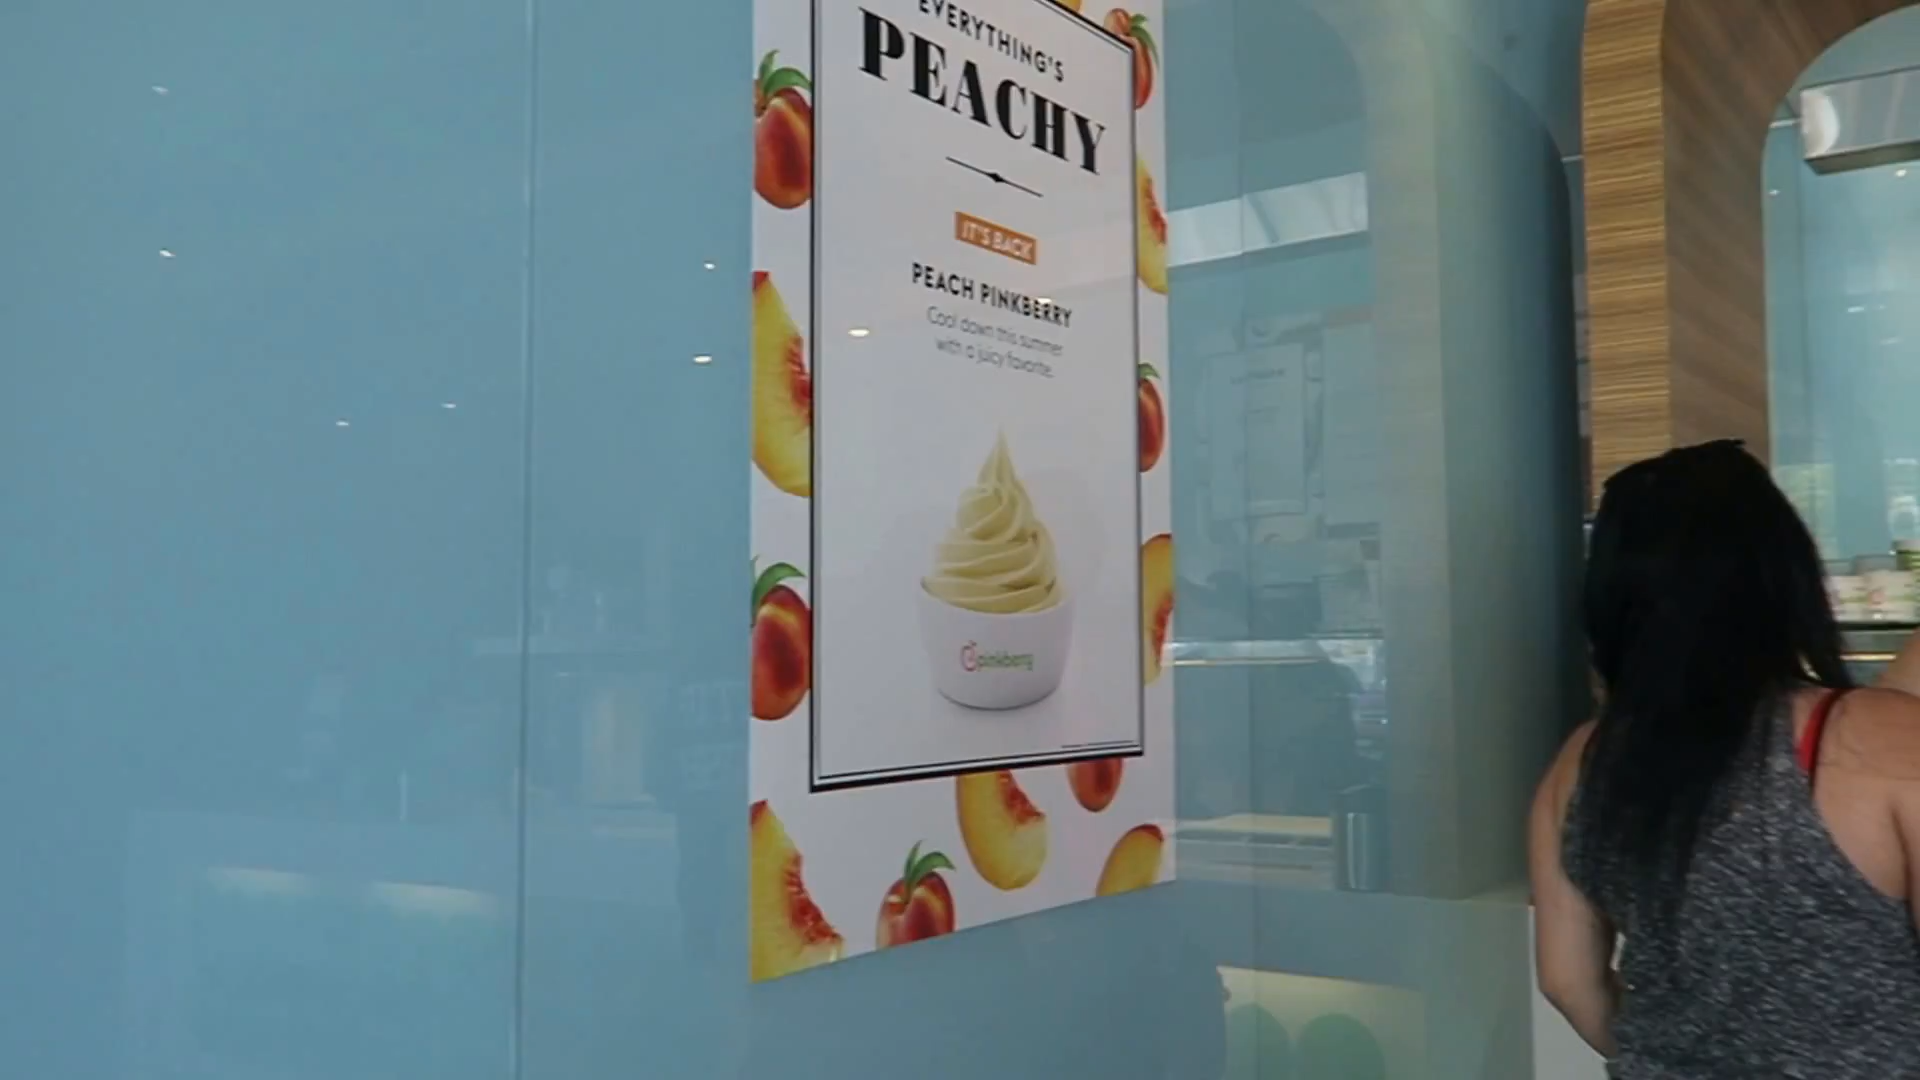 EVERYTHING'S
PEACHY
IT'S BACK
PEACH PINKBERRY
Cool down this summer
with a juicy favorite.
pinkberry